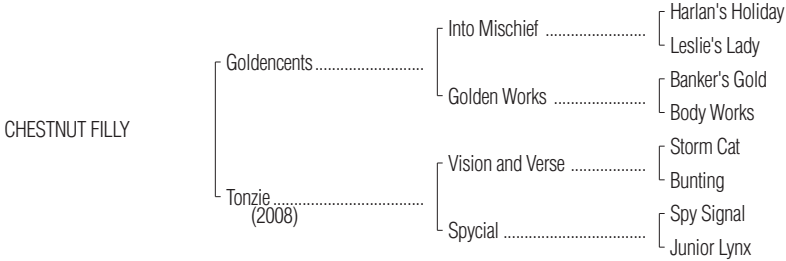 Harlan's Holiday
Into Mischief ........................
Leslie's Lady
Goldencents..........................
Banker's Gold
Golden Works ......................
Body Works
CHESTNUT FILLY
Storm Cat
Vision and Verse ..................
Bunting
Tonzie....................................
(2008)
Spy Signal
Spycial ..................................
Junior Lynx